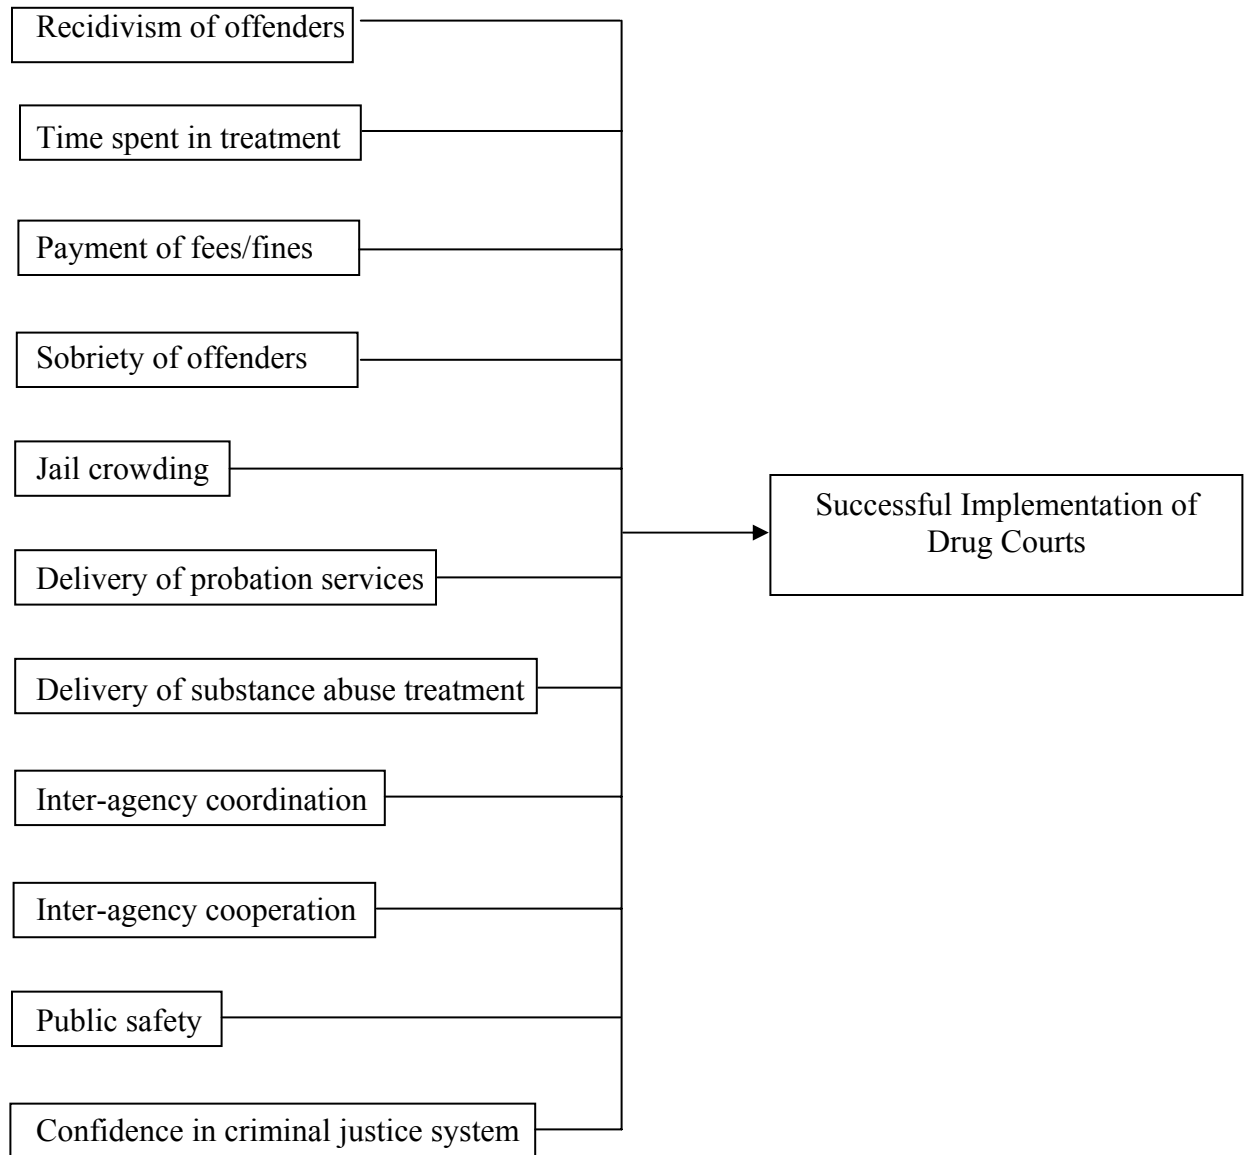 Recidivism of offenders
Time spent in treatment
Payment of fees/fines
Sobriety of offenders
Jail crowding
Successful Implementation of
Drug Courts
Delivery of probation services
Delivery of substance abuse treatment
Inter-agency coordination
Inter-agency cooperation
Public safety
Confidence in criminal justice system